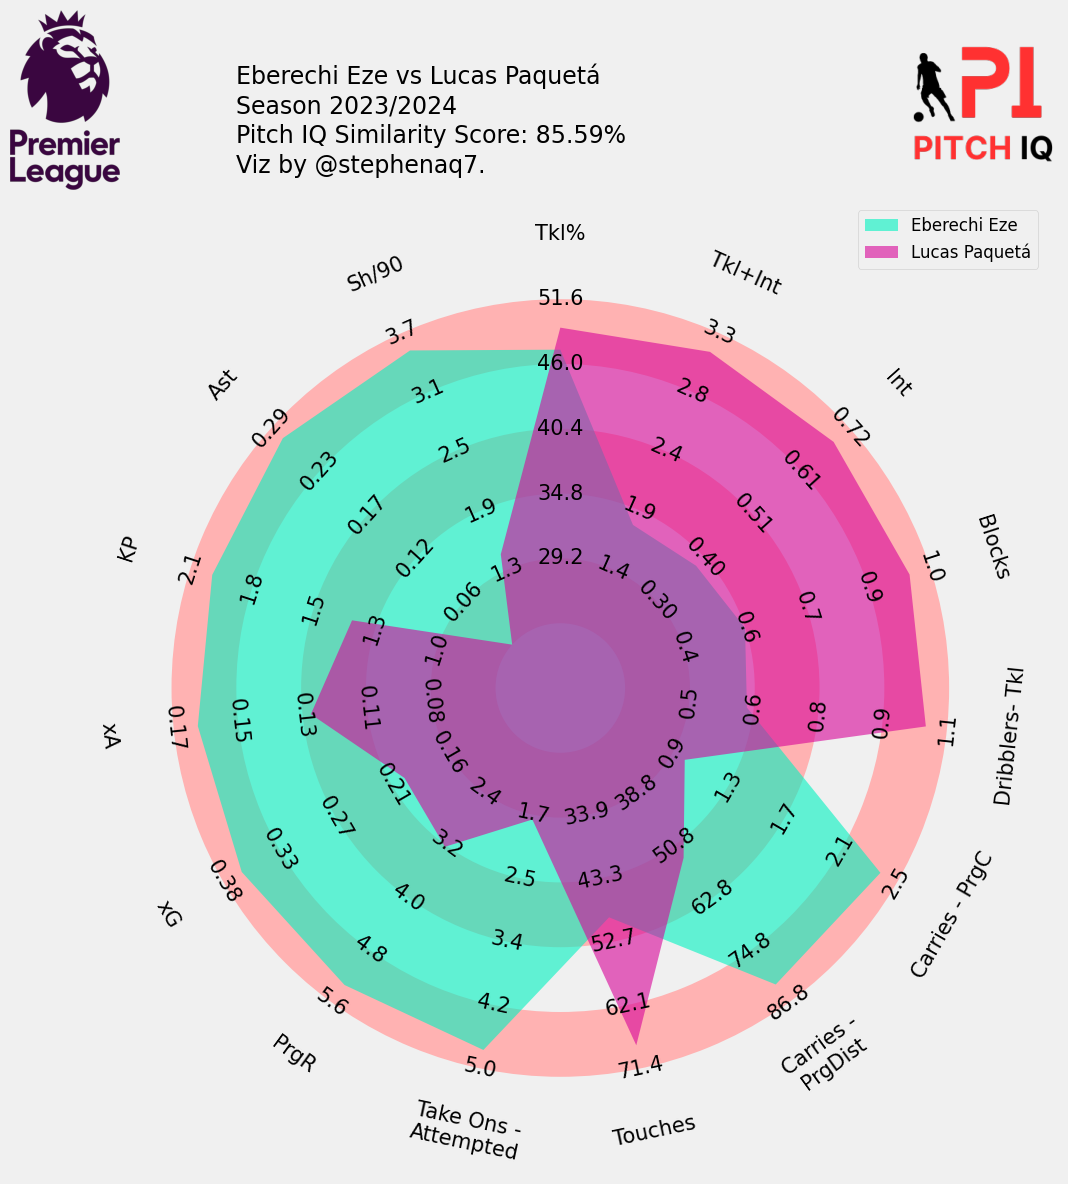 Premier
League
Eberechi Eze vs Lucas Paquetá
Season 2023/2024
Pitch IQ Similarity Score: 85.59%
Viz by @stephenaq7.
PI
PITCH IQ
Eberechi Eze
Lucas Paquetá
Tkl%
29.2
34.8
40.4
46.0
51.6
Tkl+Int
1.4
1.9
2.4
2.8
3.3
Int
0.30
0.40
0.51
0.61
0.72
Blocks
0.4
0.6
0.7
0.9
1.0
Dribblers- Tkl
0.5
0.6
0.8
0.9
1.1
Carries - PrgC
0.9
1.3
1.7
2.1
2.5
Carries -
PrgDist
38.8
50.8
62.8
74.8
86.8
Touches
33.9
43.3
52.7
62.1
71.4
Take Ons -
Attempted
1.7
2.5
3.4
4.2
5.0
PrgR
2.4
3.2
4.0
4.8
5.6
xG
0.16
0.21
0.27
0.33
0.38
xA
0.08
0.11
0.13
0.15
0.17
KP
1.0
1.3
1.5
1.8
2.1
Ast
0.06
0.12
0.17
0.23
0.29
Sh/90
1.3
1.9
2.5
3.1
3.7